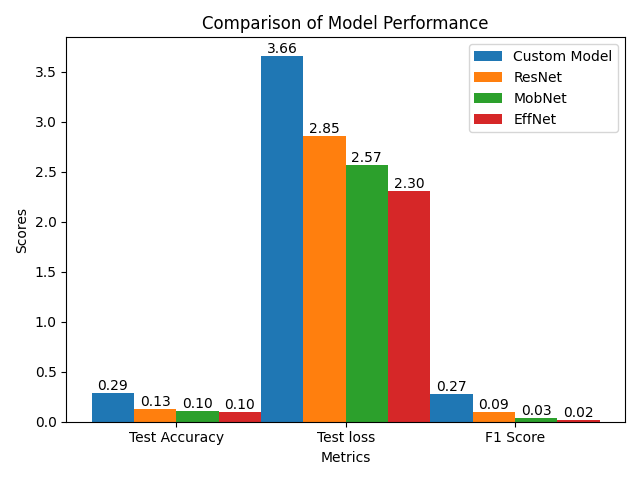 Comparison of Model Performance
Custom Model
ResNet
MobNet
EffNet
Scores
3.5
3.0
2.5
2.0
1.5
1.0
0.5
0.0
0.29
0.13
0.10
0.10
3.66
2.85
2.57
2.30
0.27
0.09
0.03
0.02
Test Accuracy
Test loss
F1 Score
Metrics